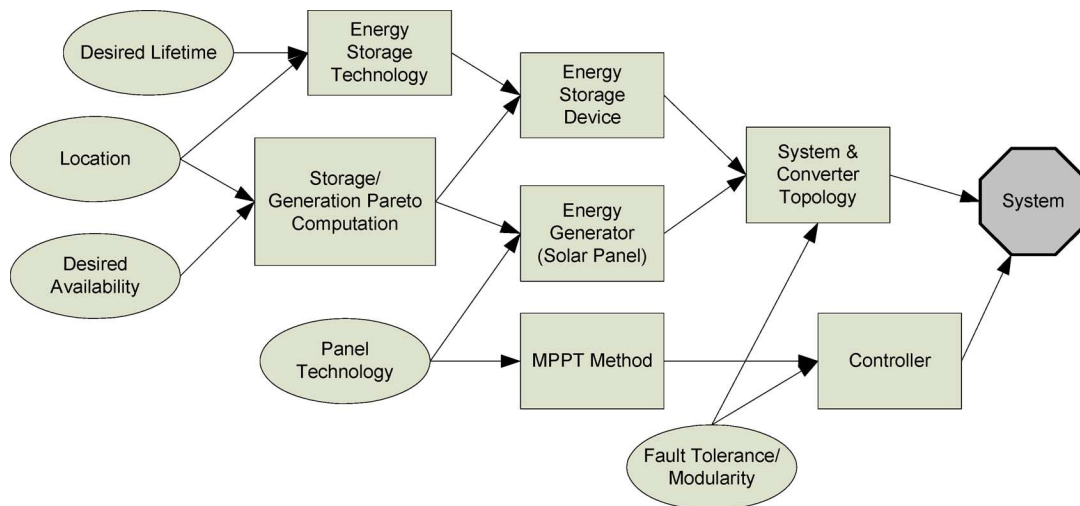 Desired Lifetime
Energy
Storage
Technology
Energy
Storage
Device
Location
Storage/
Generation Pareto
Computation
System &
Converter
Topology
System
Desired
Availability
Energy
Generator
(Solar Panel)
Panel
Technology
MPPT Method
Controller
Fault Tolerance/
Modularity